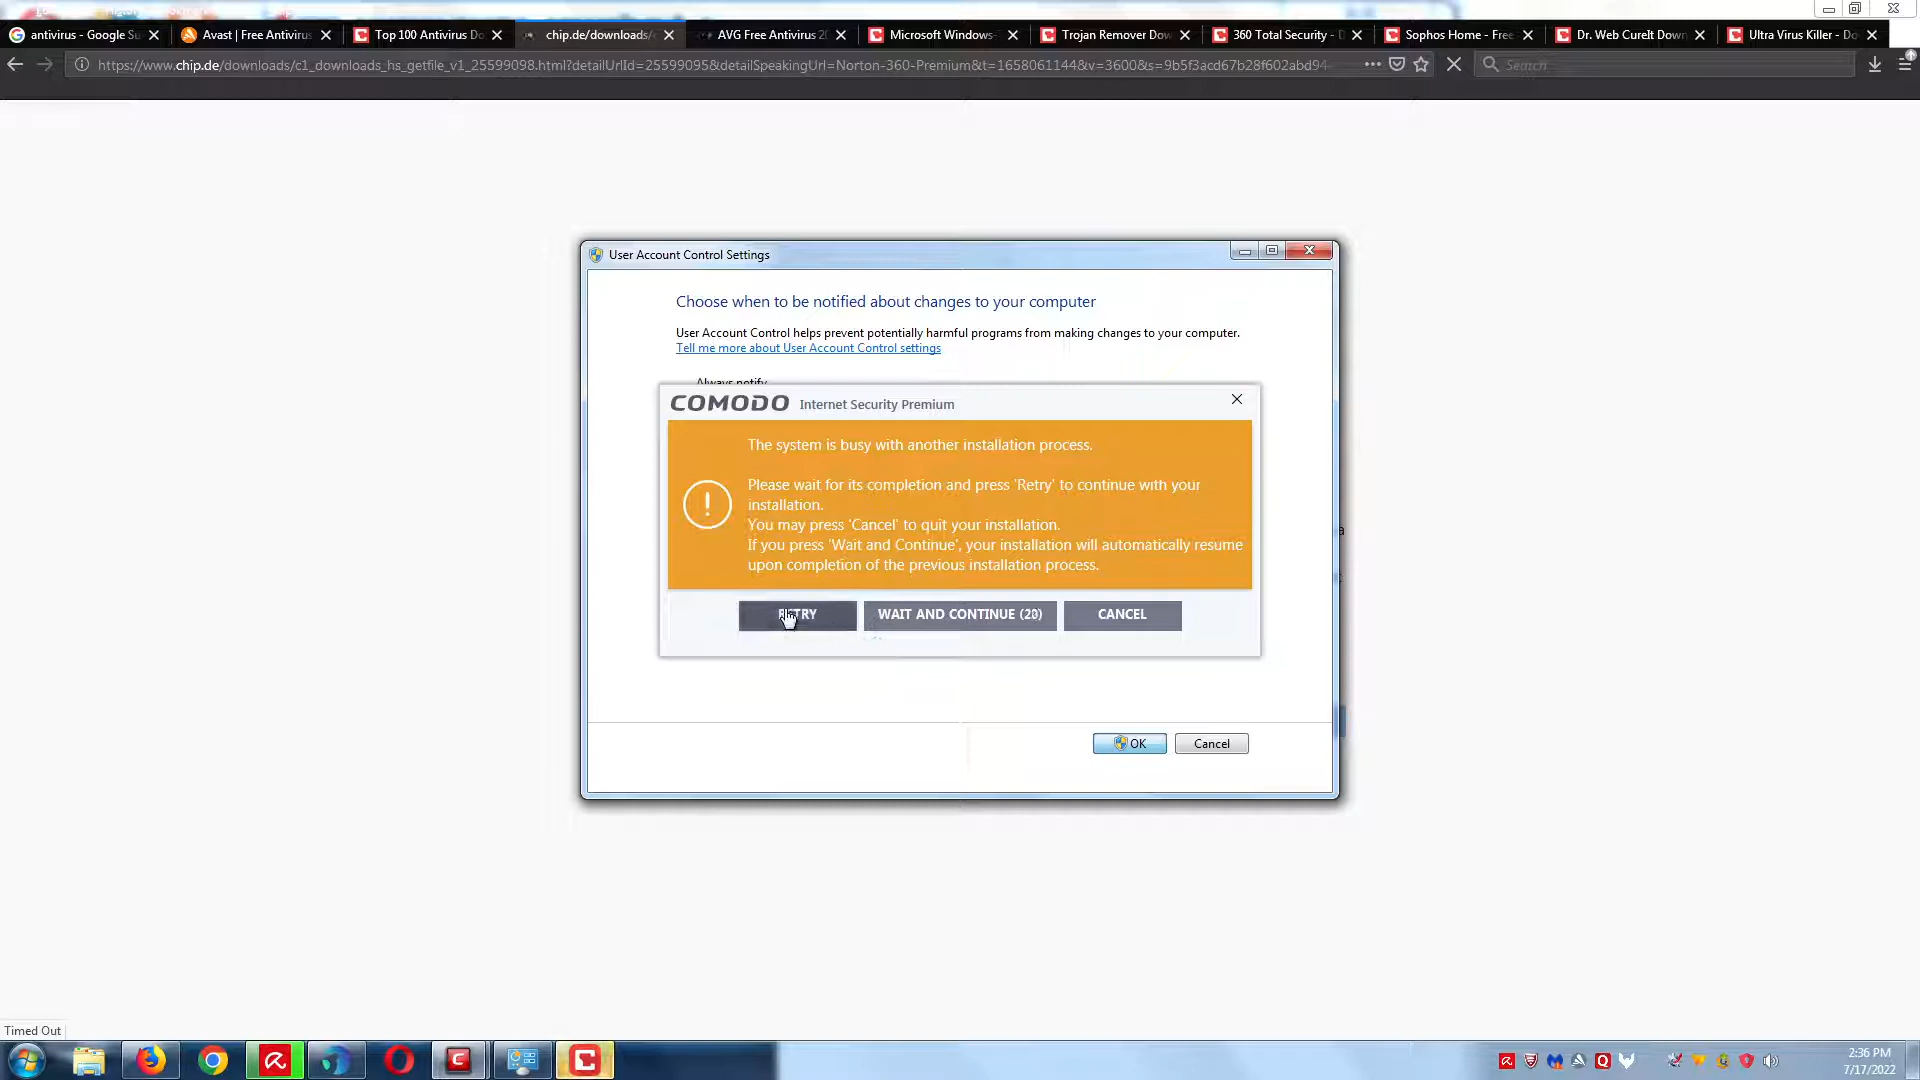 antivirus - Google Su
Avast | Free Antivirus
Top 100 Antivirus Do
chip.de/downloads/c
AVG Free Antivirus 20
Microsoft Windows-
Trojan Remover Dow
360 Total Security - D
Sophos Home - Free
Dr. Web CureIt Down
Ultra Virus Killer - Do
https://www.chip.de/downloads/c1_downloads_hs_getfile_v1_25599098.html?detailUrlId=25599095&detailSpeakingUrl=Norton-360-Premium&t=1658061144&v=3600&s=9b5f3acd67b28f602abd94
Search
User Account Control Settings
Choose when to be notified about changes to your computer
User Account Control helps prevent potentially harmful programs from making changes to your computer.
Tell me more about User Account Control settings
Always notify
COMODO Internet Security Premium
The system is busy with another installation process.
Please wait for its completion and press 'Retry' to continue with your
installation.
You may press 'Cancel' to quit your installation.
If you press 'Wait and Continue', your installation will automatically resume
upon completion of the previous installation process.
RETRY
WAIT AND CONTINUE (20)
CANCEL
OK
Cancel
Timed Out
2:36 PM
7/17/2022